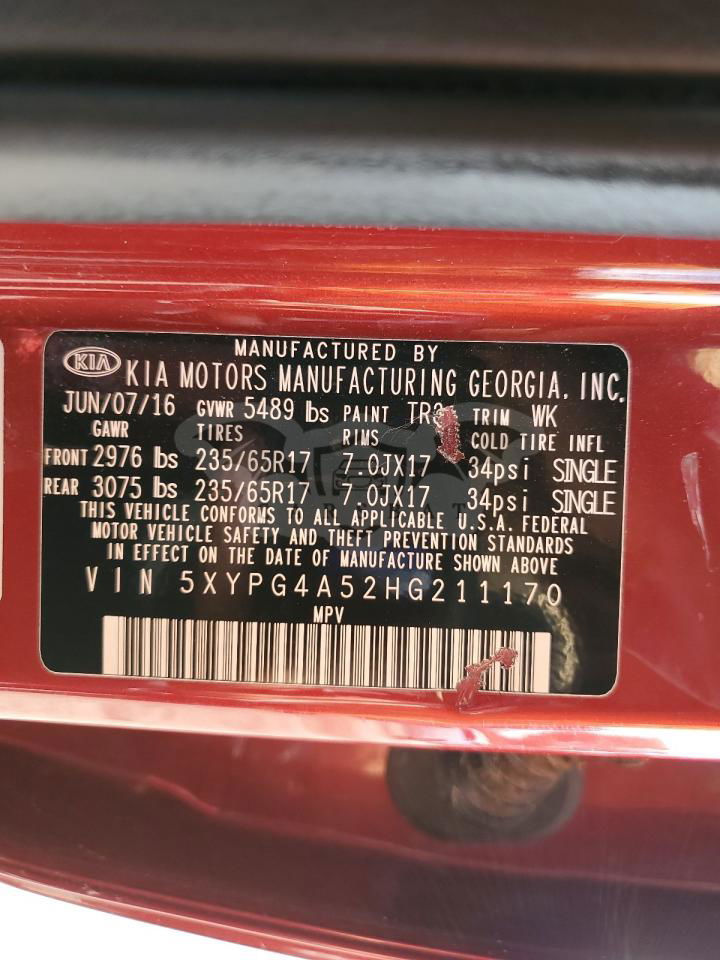 MANUFACTURED BY
KIA KIA MOTORS MANUFACTURING GEORGIA, INC.
JUN/07/16 GVWR 5489 lbs PAINT TRIM WK
GAWR TIRES RIMS COLD TIRE INFL
FRONT 2976 lbs 235/65R17 7.0JX17 34psi SINGLE
REAR 3075 lbs 235/65R17 7.0JX17 34psi SINGLE
THIS VEHICLE CONFORMS TO ALL APPLICABLE U.S.A. FEDERAL
MOTOR VEHICLE SAFETY AND THEFT PREVENTION STANDARDS
IN EFFECT ON THE DATE OF MANUFACTURE SHOWN ABOVE
VIN 5XYPG4A52HG211170
MPV